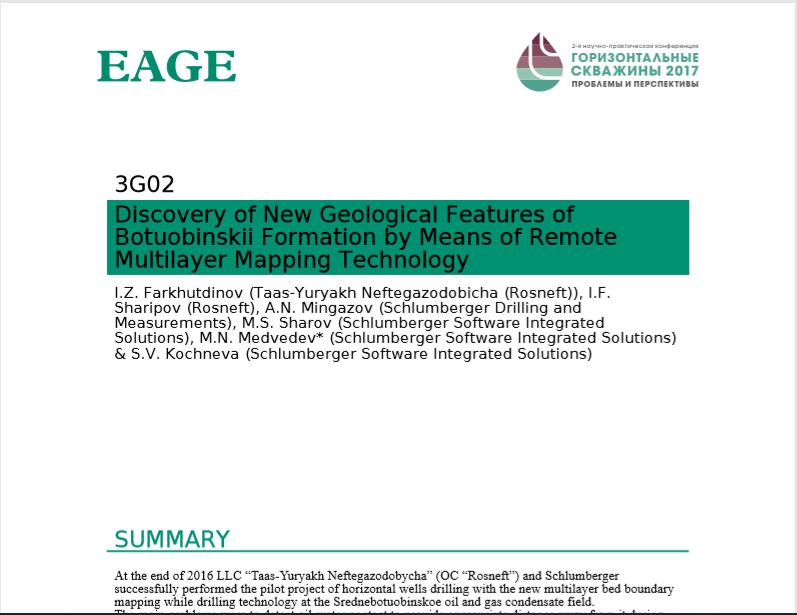 EAGE
2-я научно-практическая конференция
ГОРИЗОНТАЛЬНЫЕ
СКВАЖИНЫ 2017
ПРОБЛЕМЫ И ПЕРСПЕКТИВЫ
3G02
Discovery of New Geological Features of
Botuobinskii Formation by Means of Remote
Multilayer Mapping Technology
I.Z. Farkhutdinov (Taas-Yuryakh Neftegazodobicha (Rosneft)), I.F.
Sharipov (Rosneft), A.N. Mingazov (Schlumberger Drilling and
Measurements), M.S. Sharov (Schlumberger Software Integrated
Solutions), M.N. Medvedev* (Schlumberger Software Integrated Solutions)
& S.V. Kochneva (Schlumberger Software Integrated Solutions)
SUMMARY
At the end of 2016 LLC “Taas-Yuryakh Neftegazodobycha” (OC “Rosneft”) and Schlumberger
successfully performed the pilot project of horizontal wells drilling with the new multilayer bed boundary
mapping while drilling technology at the Srednebotuobinskoe oil and gas condensate field.